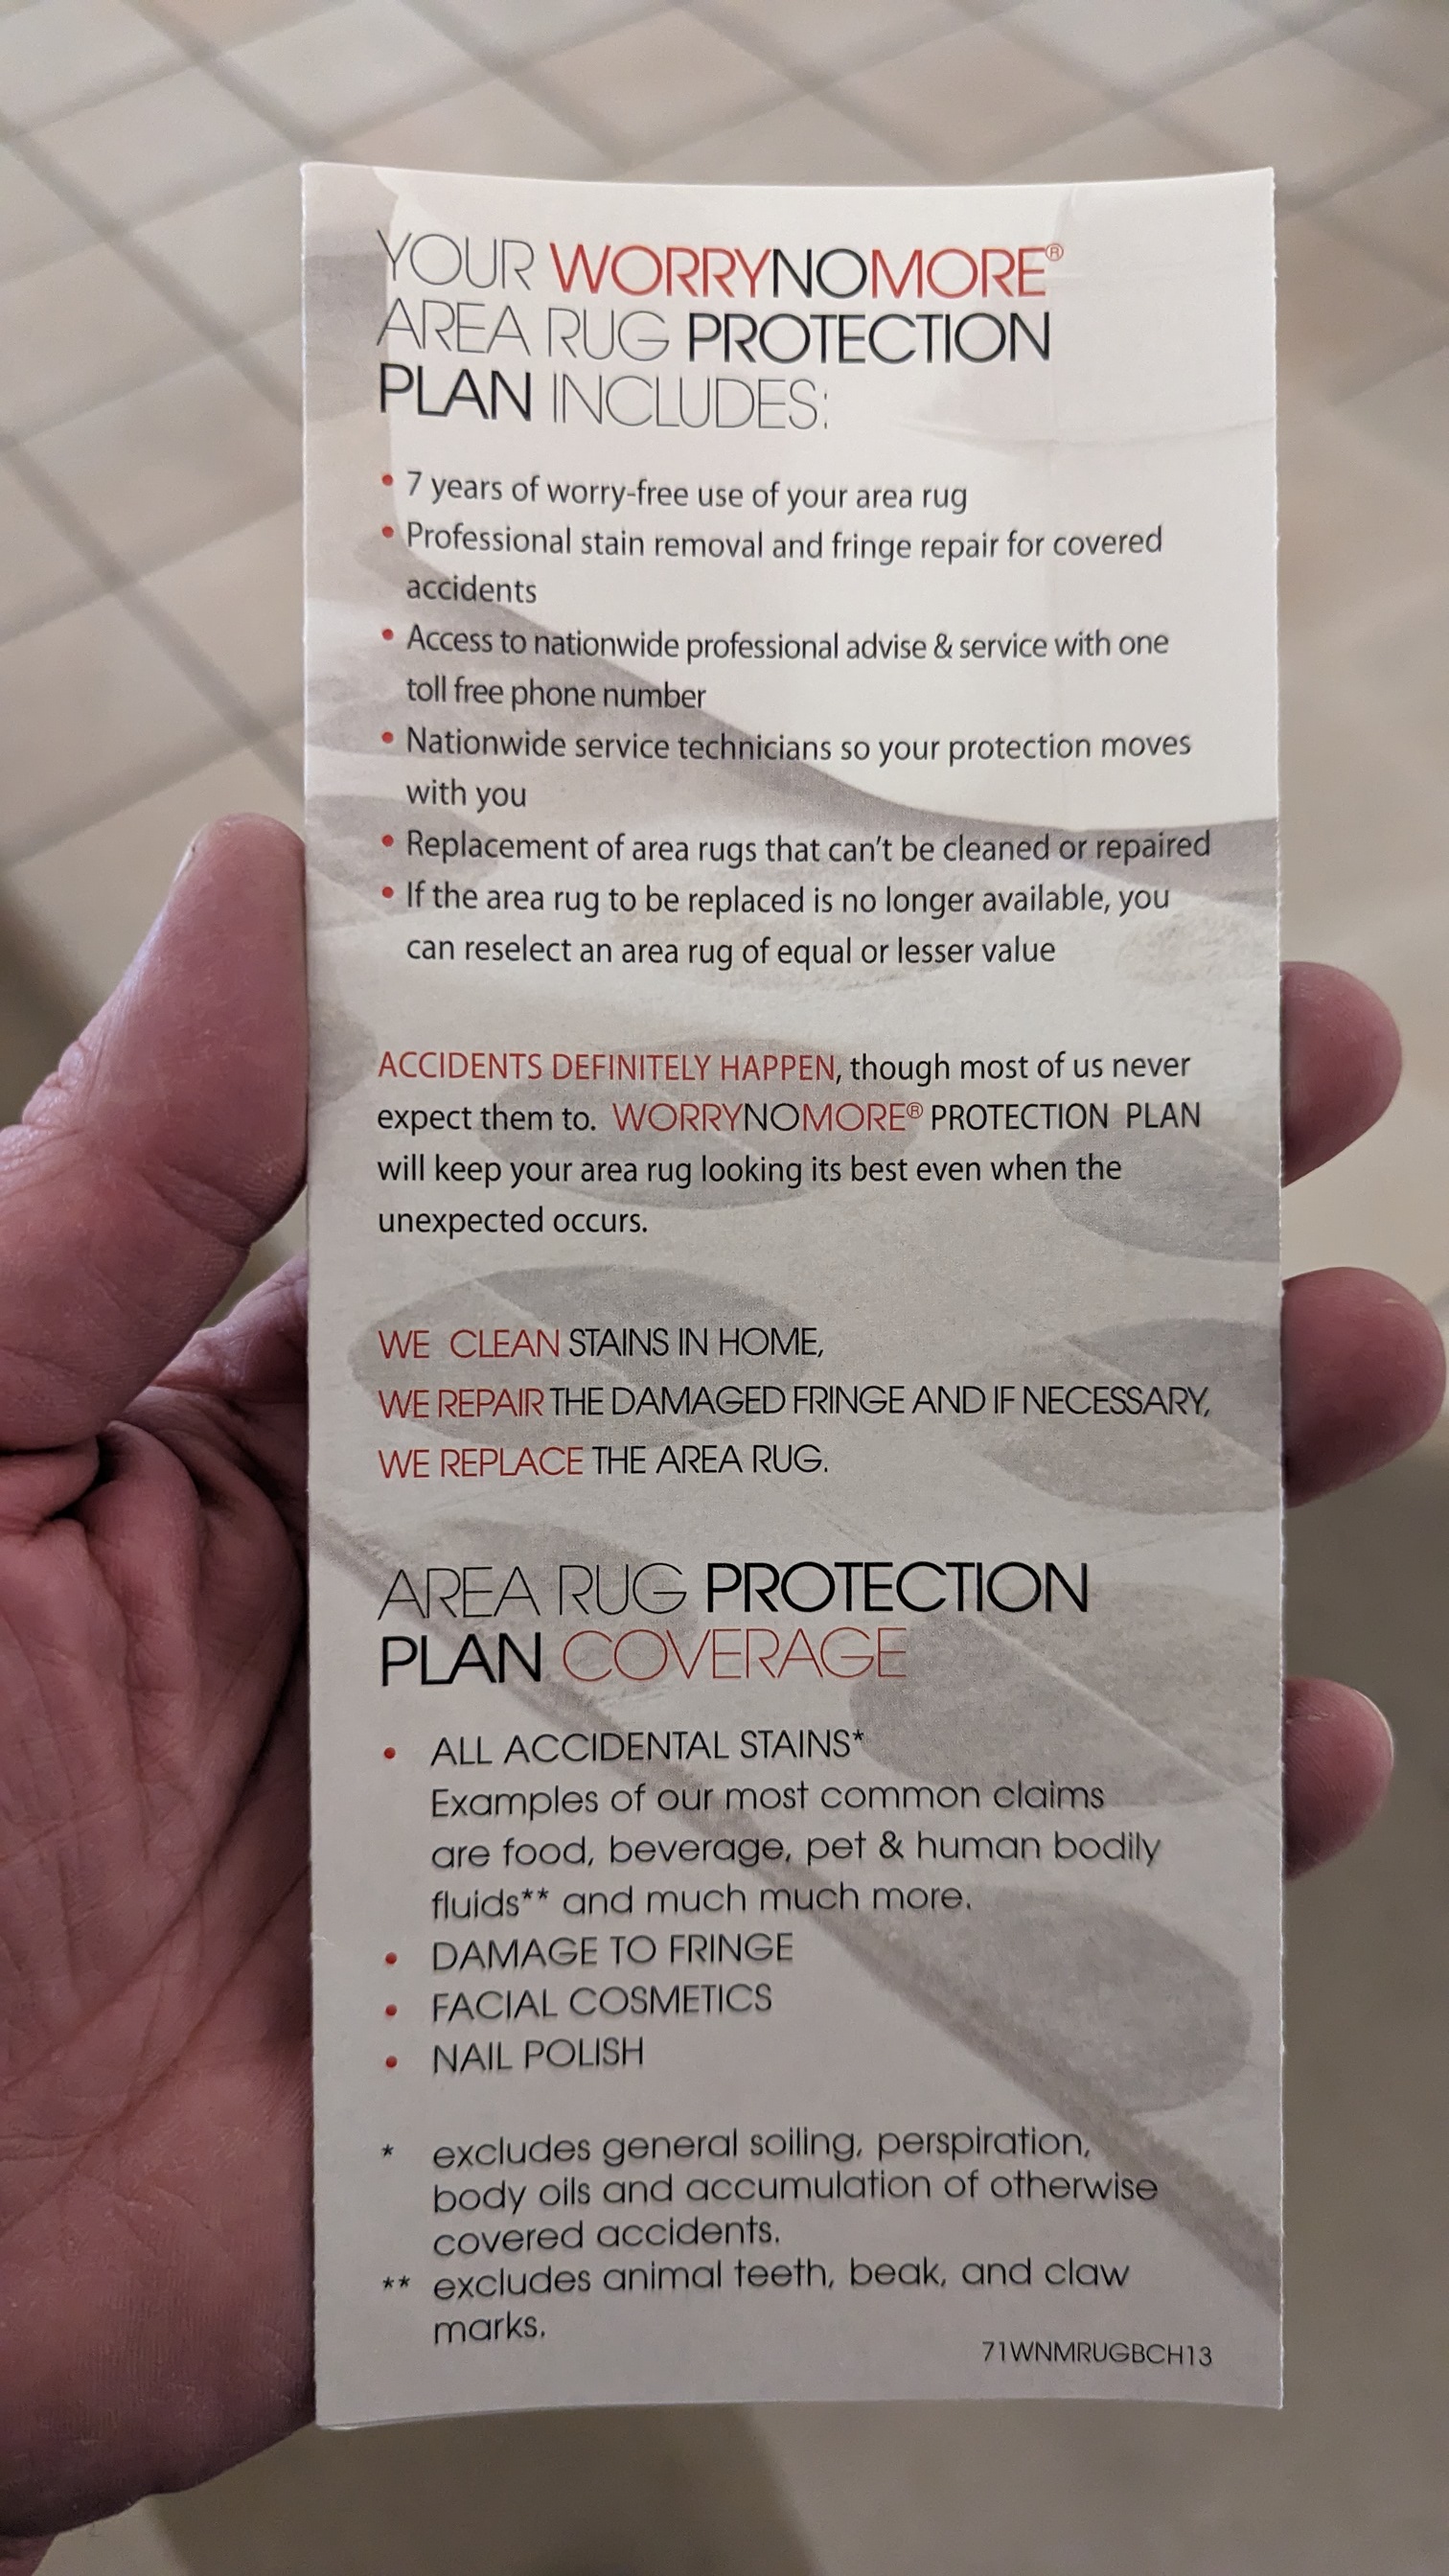 YOUR WORRYNOMORE®
AREA RUG PROTECTION
PLAN INCLUDES:
• 7 years of worry-free use of your area rug
• Professional stain removal and fringe repair for covered
accidents
• Access to nationwide professional advise & service with one
toll free phone number
• Nationwide service technicians so your protection moves
with you
• Replacement of area rugs that can't be cleaned or repaired
• If the area rug to be replaced is no longer available, you
can reselect an area rug of equal or lesser value
ACCIDENTS DEFINITELY HAPPEN, though most of us never
expect them to. WORRYNOMORE® PROTECTION PLAN
will keep your area rug looking its best even when the
unexpected occurs.
WE CLEAN STAINS IN HOME,
WE REPAIR THE DAMAGED FRINGE AND IF NECESSARY,
WE REPLACE THE AREA RUG.
AREA RUG PROTECTION
PLAN COVERAGE
• ALL ACCIDENTAL STAINS*
Examples of our most common claims
are food, beverage, pet & human bodily
fluids** and much much more.
• DAMAGE TO FRINGE
• FACIAL COSMETICS
• NAIL POLISH
* excludes general soiling, perspiration,
body oils and accumulation of otherwise
covered accidents.
** excludes animal teeth, beak, and claw
marks.
71WNMRUGBCH13